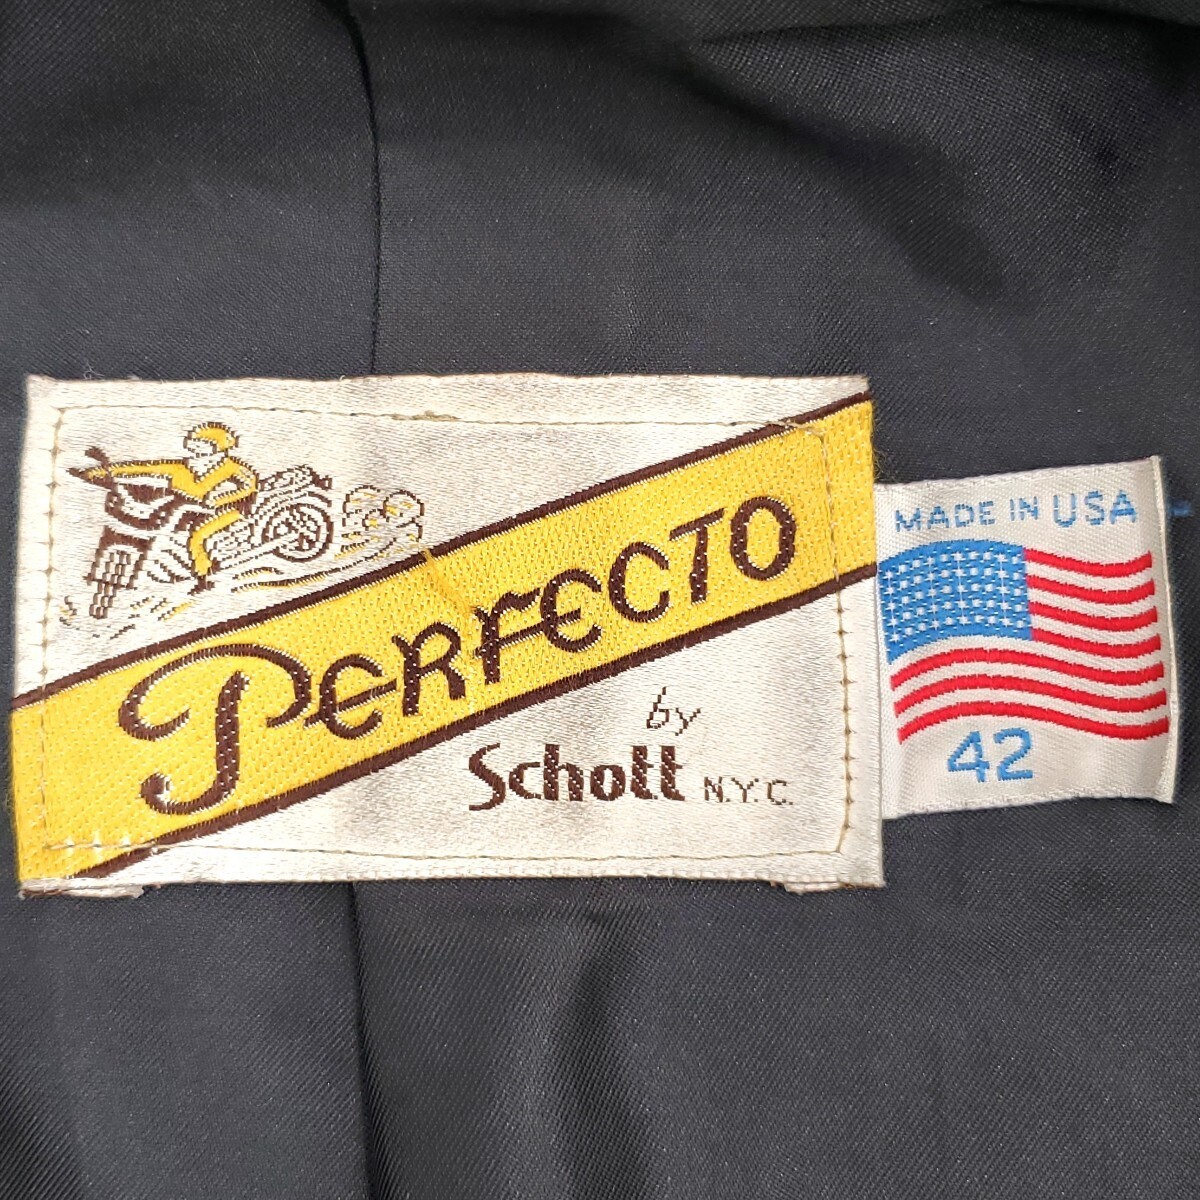 PERFECTO
by
Schott N.Y.C.
MADE IN USA
42